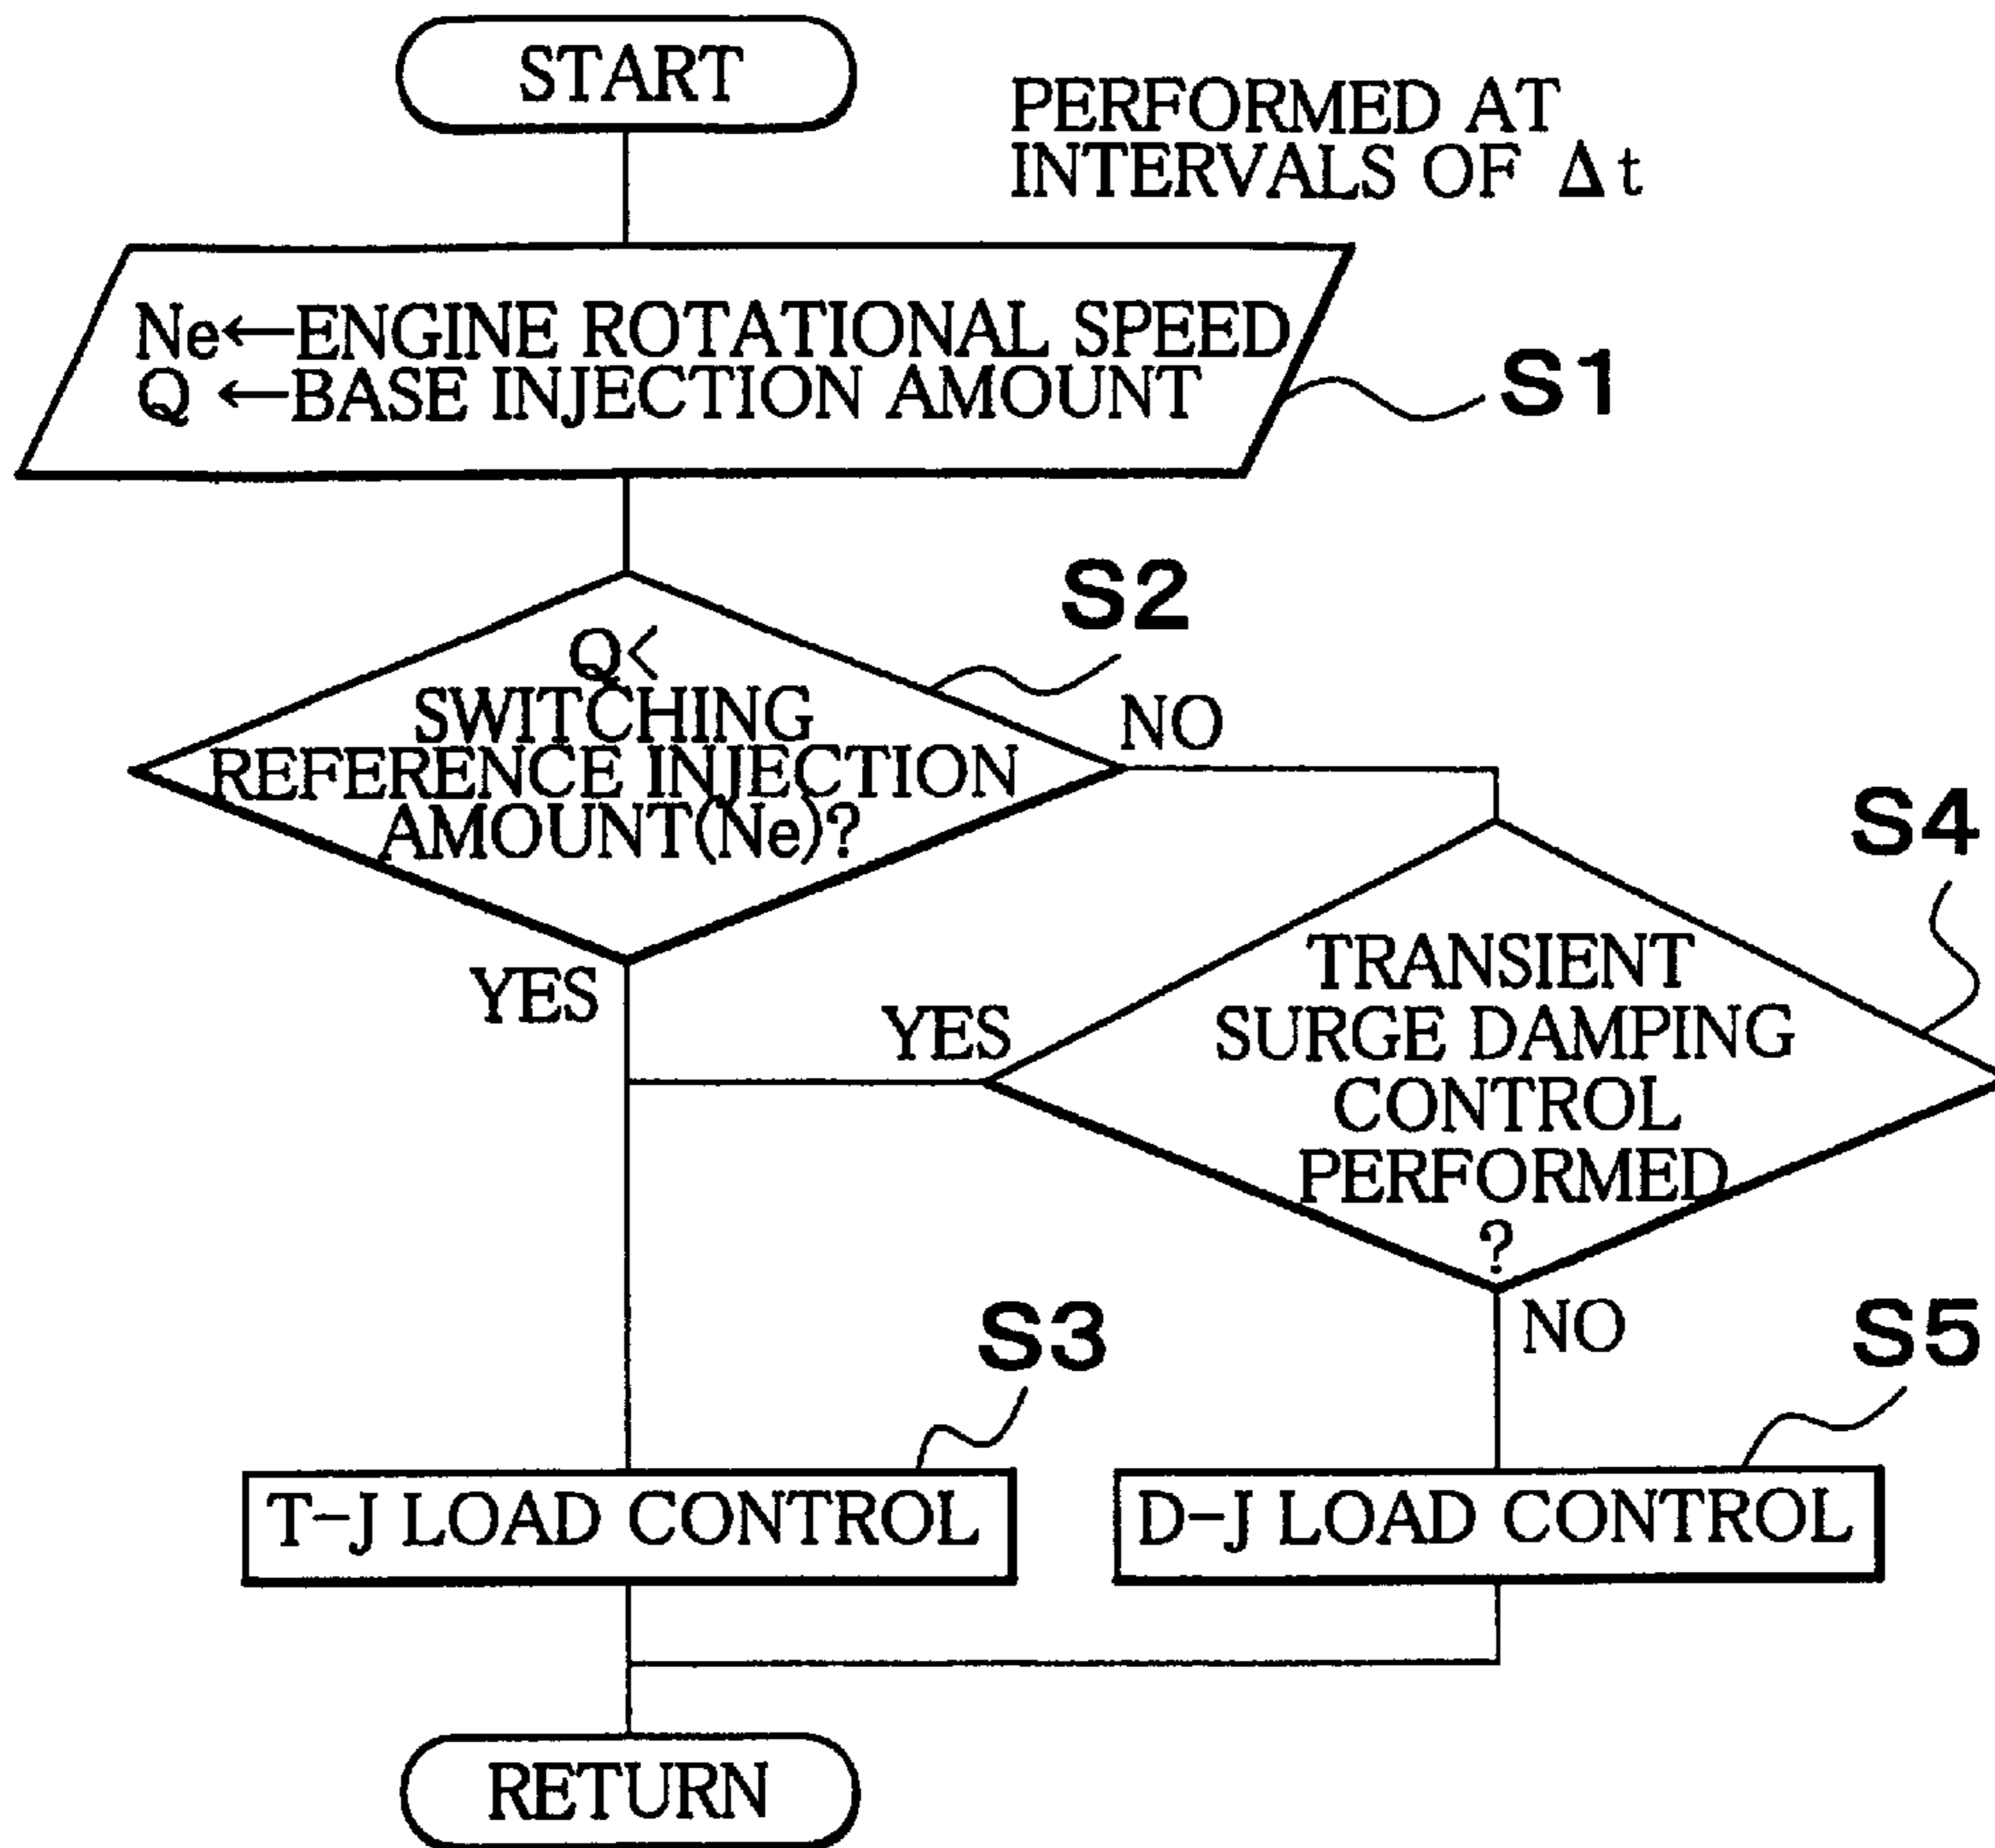 START
PERFORMED AT
INTERVALS OF Δt
Ne←ENGINE ROTATIONAL SPEED
Q ←BASE INJECTION AMOUNT
S1
S2
Q<
SWITCHING
REFERENCE INJECTION
AMOUNT(Ne)?
NO
YES
S4
TRANSIENT
SURGE DAMPING
CONTROL
PERFORMED
?
YES
NO
S3
S5
T-J LOAD CONTROL
D-J LOAD CONTROL
RETURN